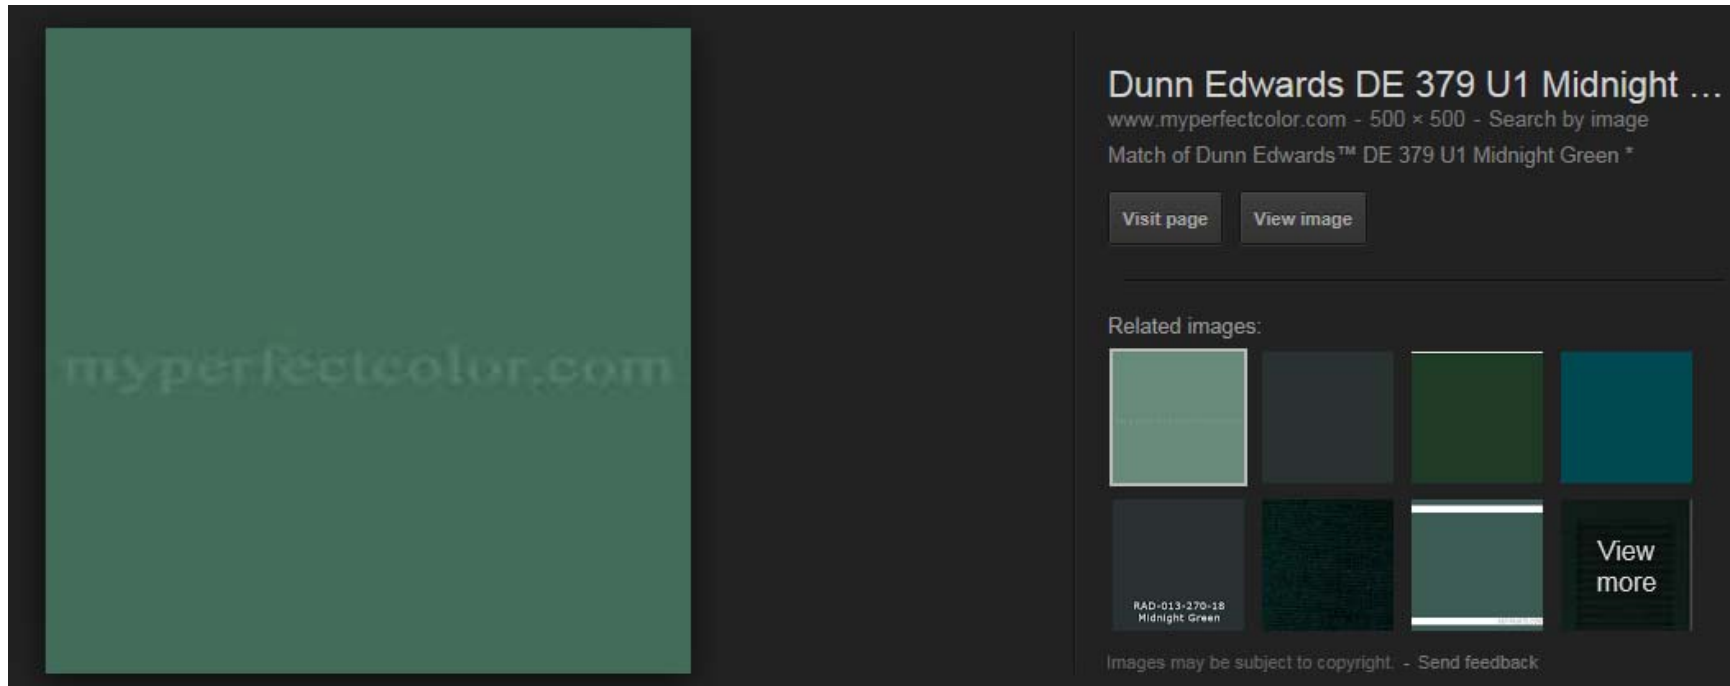 myperfectcolor.com
Dunn Edwards DE 379 U1 Midnight ...
www.myperfectcolor.com - 500 × 500 - Search by image
Match of Dunn Edwards™ DE 379 U1 Midnight Green *
Visit page View image
Related images:
RAD-013-270-18
Midnight Green
View
more
Images may be subject to copyright. - Send feedback